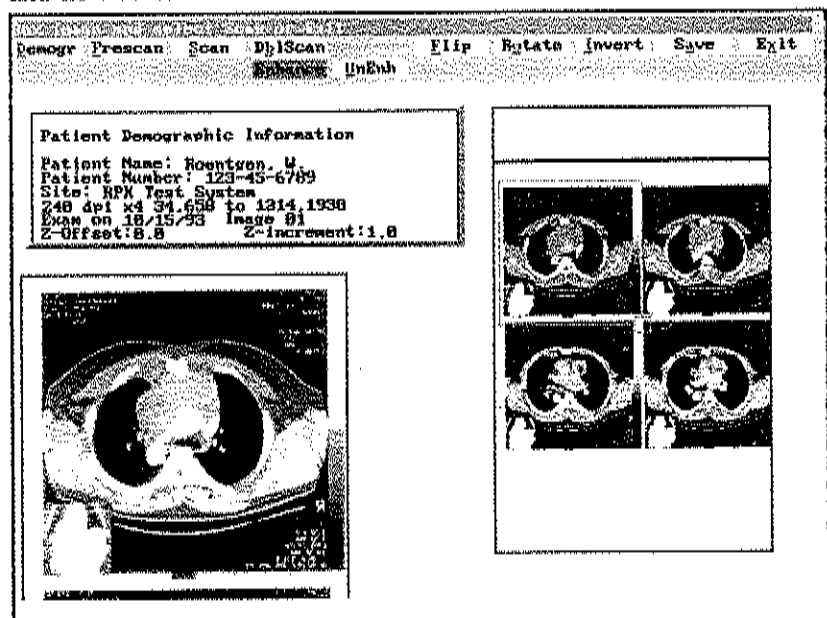 Demogr Prescan Scan DblScan Flip Rotate Invert Save Exit
Enhance UnEnh
Patient Demographic Information
Patient Name: Roentgen, W.
Patient Number: 123-45-6789
Site: RPX Test System
240 dpi x4 34,650 to 1314,1930
Exam on 10/15/93 Image 01
Z-Offset:0.0 Z-increment:1.0